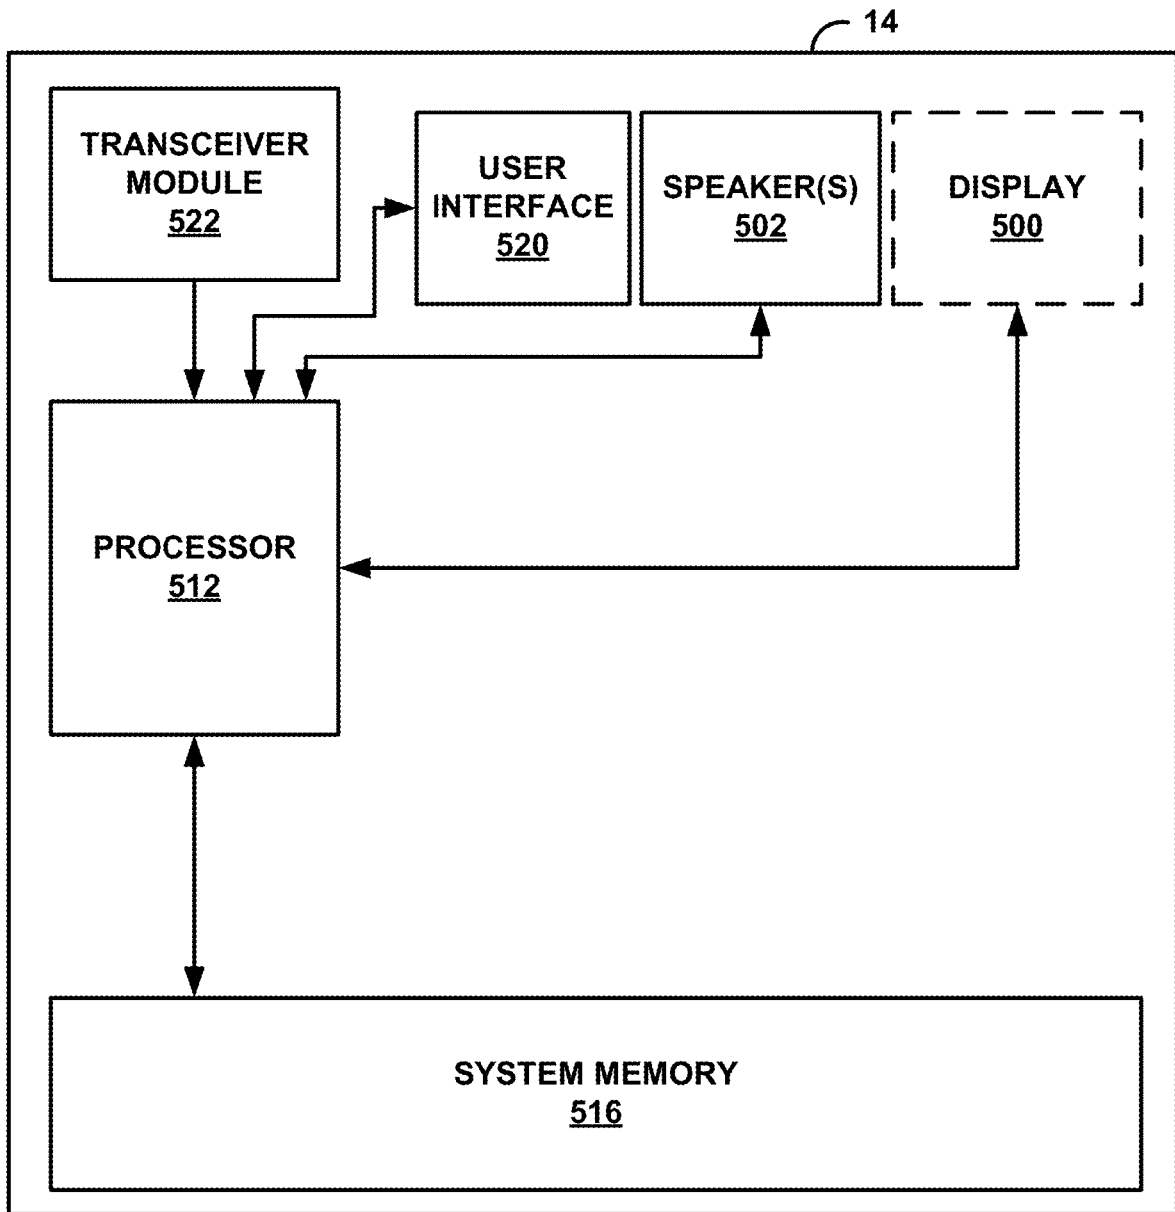 14
TRANSCEIVER
MODULE
522
USER
INTERFACE
520
SPEAKER(S)
502
DISPLAY
500
PROCESSOR
512
SYSTEM MEMORY
516